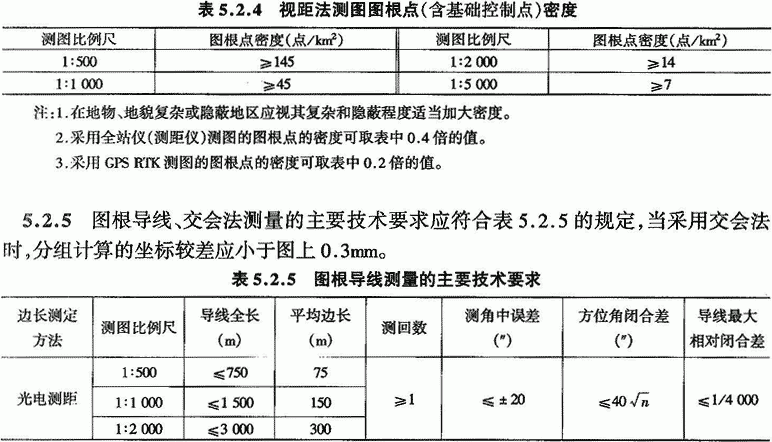 表 5.2.4 视距法测图图根点(含基础控制点)密度
测图比例尺 图根点密度(点/km²) 测图比例尺 图根点密度(点/km²)
1:500 ≥145 1:2 000 ≥14
1:1 000 ≥45 1:5 000 ≥7
注:1.在地物、地貌复杂或隐蔽地区应视其复杂和隐蔽程度适当加大密度。
2.采用全站仪(测距仪)测图的图根点的密度可取表中 0.4 倍的值。
3.采用 GPS RTK 测图的图根点的密度可取表中 0.2 倍的值。
5.2.5 图根导线、交会法测量的主要技术要求应符合表 5.2.5 的规定,当采用交会法
时,分组计算的坐标较差应小于图上 0.3mm。
表 5.2.5 图根导线测量的主要技术要求
边长测定方法 测图比例尺 导线全长(m) 平均边长(m) 测回数 测角中误差(″) 方位角闭合差(″) 导线最大相对闭合差
光电测距 1:500 ≤750 75 ≥1 ≤±20 ≤40√n ≤1/4 000
1:1 000 ≤1 500 150
1:2 000 ≤3 000 300